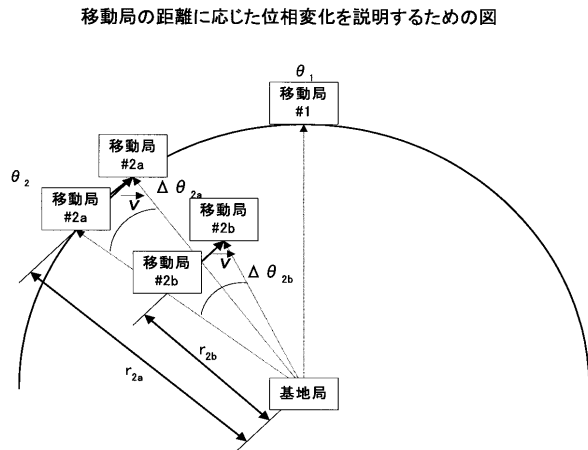 移動局の距離に応じた位相変化を説明するための図
θ1
移動局
#1
移動局
#2a
θ2
移動局
#2a
v
Δθ2a
移動局
#2b
移動局
#2b
v
Δθ2b
r2b
r2a
基地局